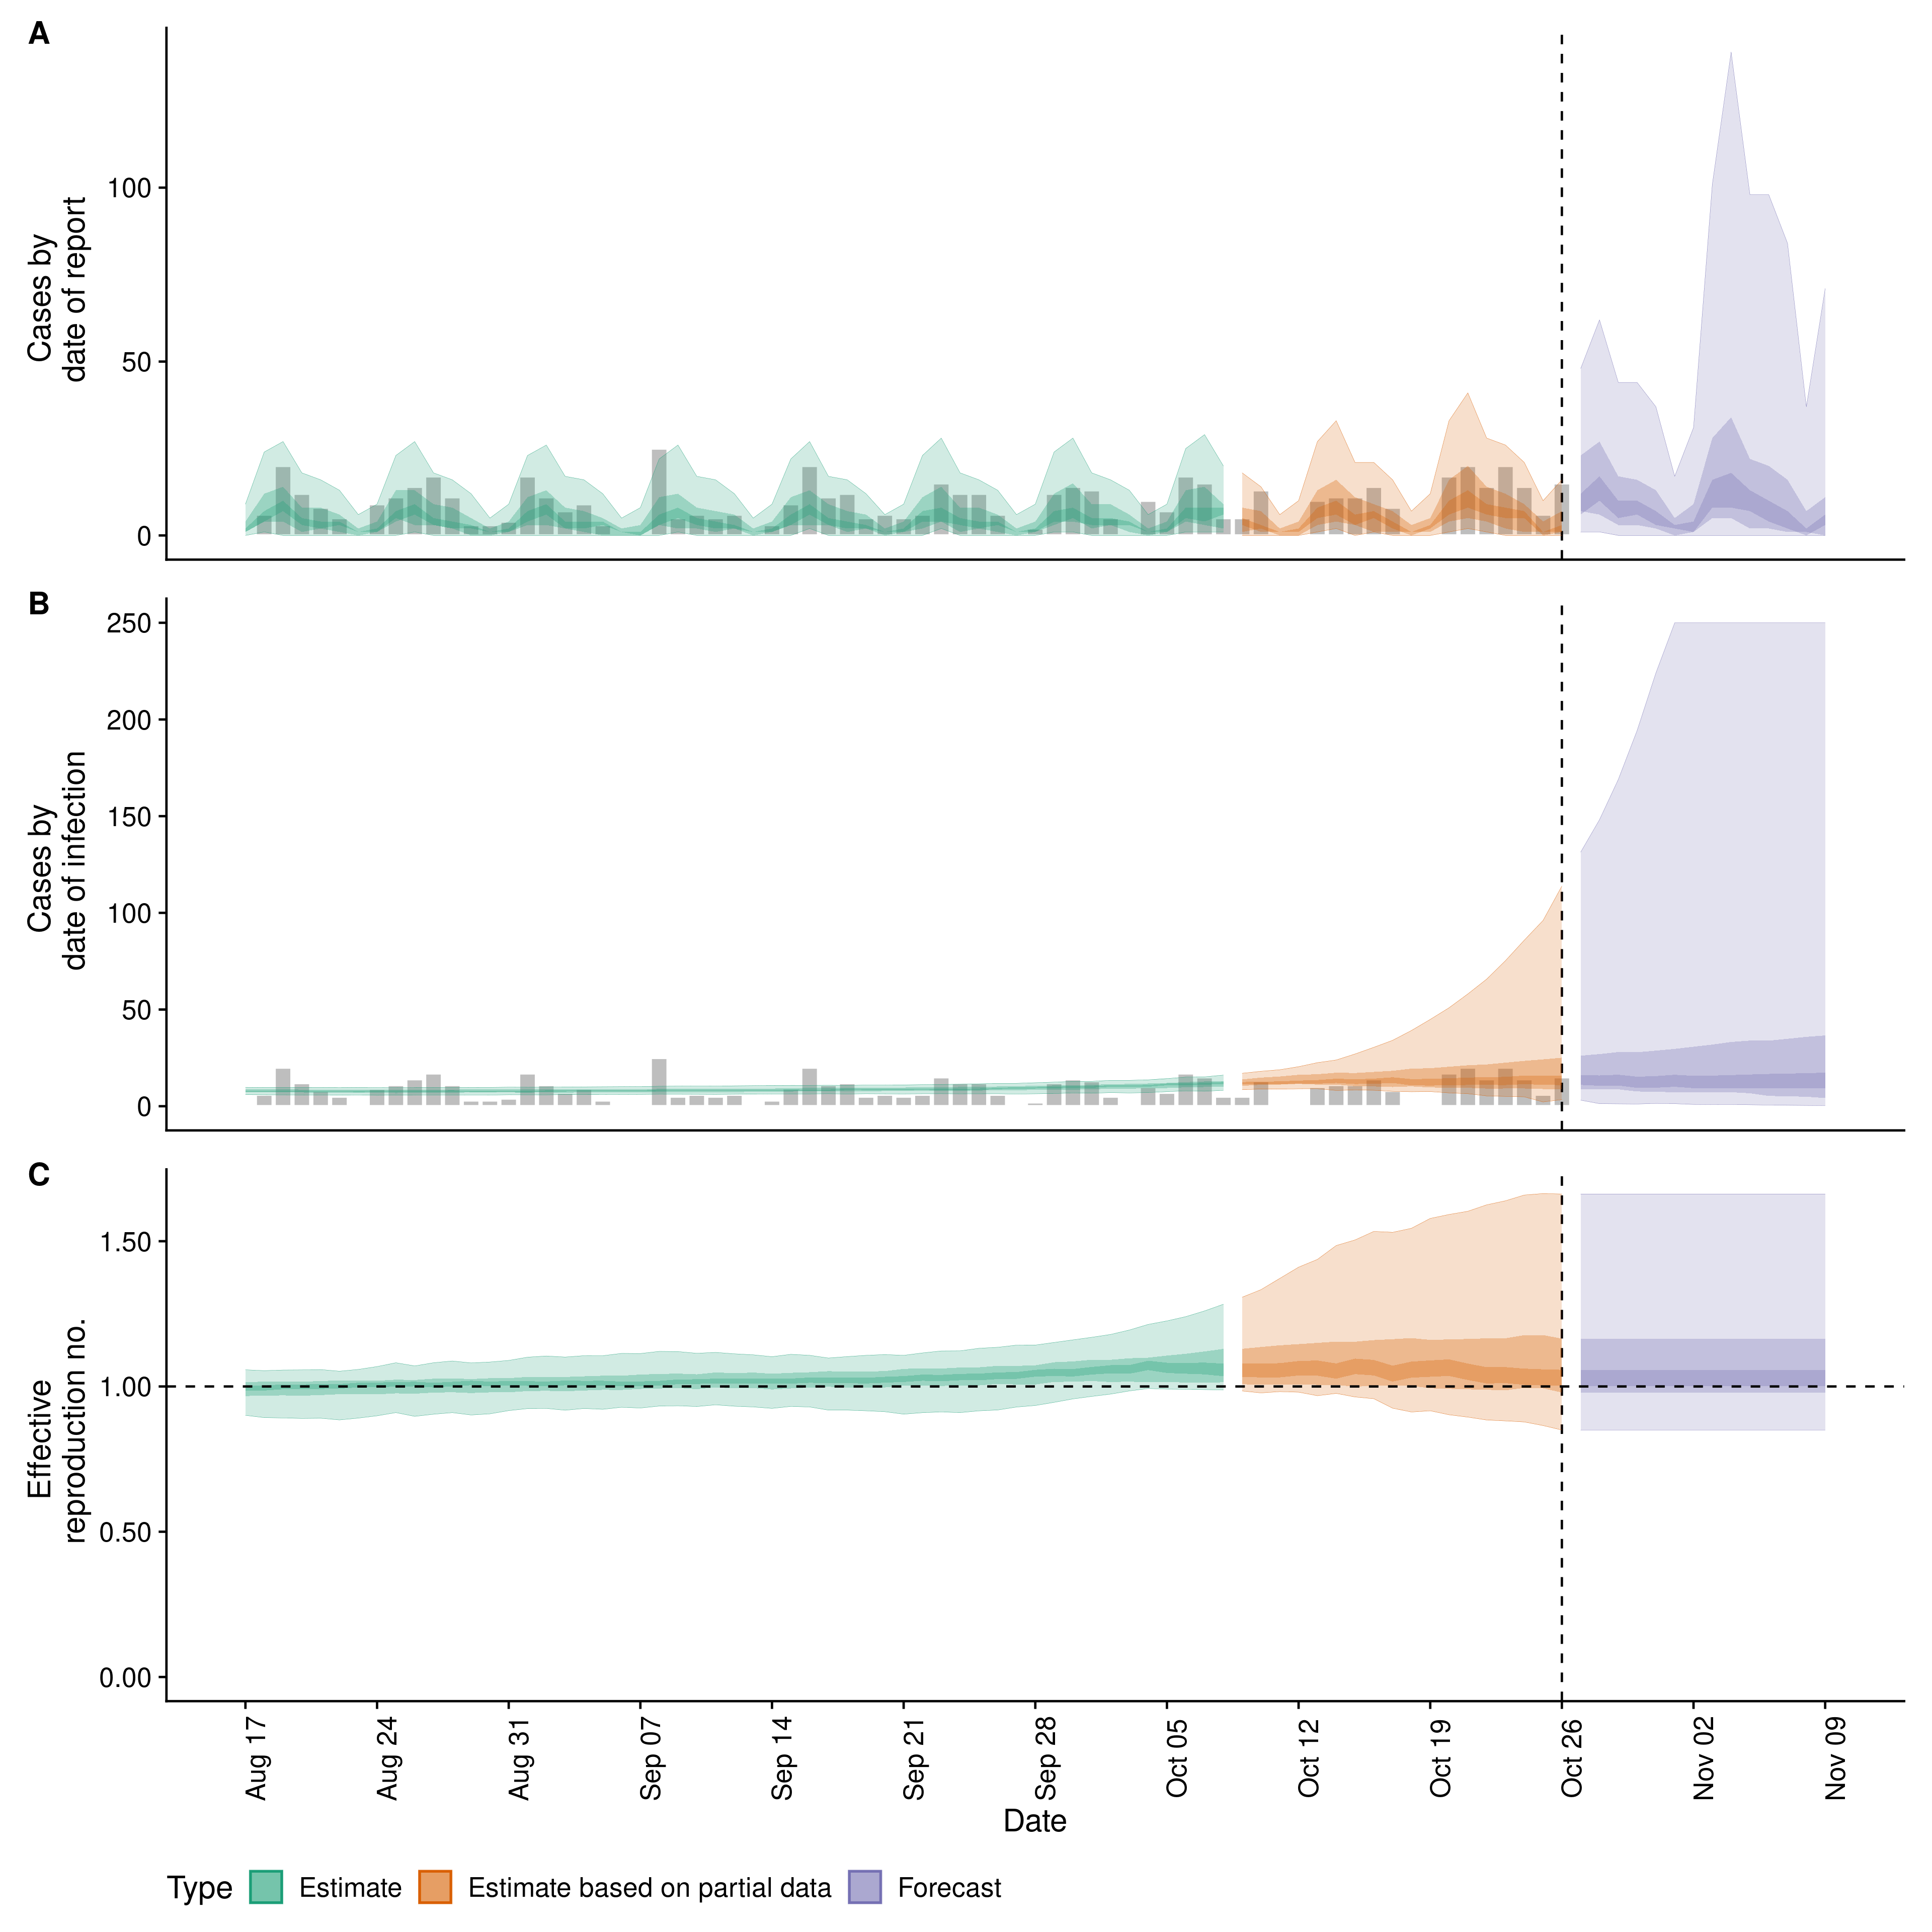 A
Cases by
date of report
100
50
0
B
Cases by
date of infection
250
200
150
100
50
0
C
Effective
reproduction no.
1.50
1.00
0.50
0.00
Aug 17
Aug 24
Aug 31
Sep 07
Sep 14
Sep 21
Sep 28
Oct 05
Oct 12
Oct 19
Oct 26
Nov 02
Nov 09
Date
Type Estimate Estimate based on partial data Forecast